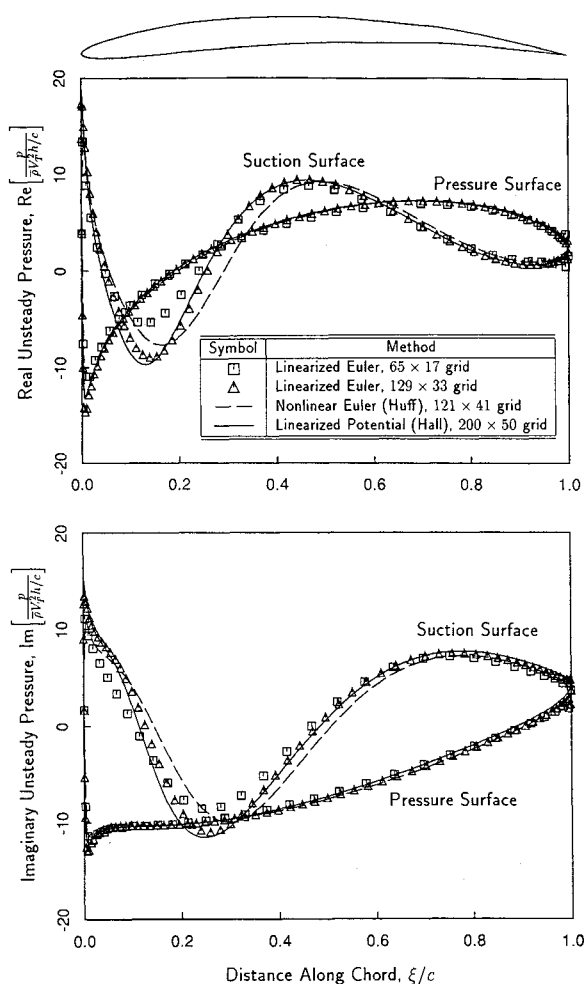 20
10
0
-10
-20
Real Unsteady Pressure, Re[p / ρ̄V_T²h/c]
Suction Surface
Pressure Surface
Symbol Method
Linearized Euler, 65 × 17 grid
Linearized Euler, 129 × 33 grid
Nonlinear Euler (Huff), 121 × 41 grid
Linearized Potential (Hall), 200 × 50 grid
0.0 0.2 0.4 0.6 0.8 1.0
20
10
0
-10
-20
Imaginary Unsteady Pressure, Im[p / ρ̄V_T²h/c]
Suction Surface
Pressure Surface
0.0 0.2 0.4 0.6 0.8 1.0
Distance Along Chord, ξ/c